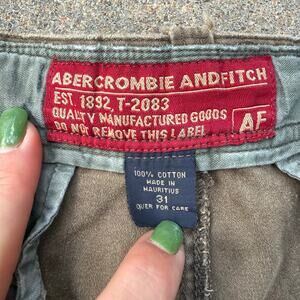 ABERCROMBIE ANDFITCH
EST. 1892, T-2083
QUALITY MANUFACTURED GOODS
DO NOT REMOVE THIS LABEL
AF
100% COTTON
MADE IN
MAURITIUS
31
OVER FOR CARE